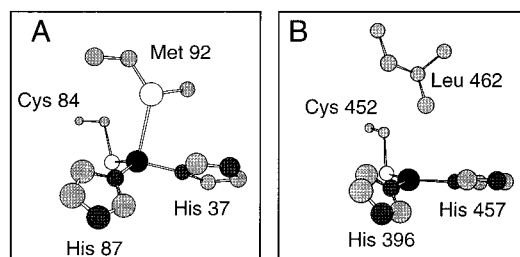 A
Met 92
Cys 84
His 37
His 87
B
Leu 462
Cys 452
His 457
His 396